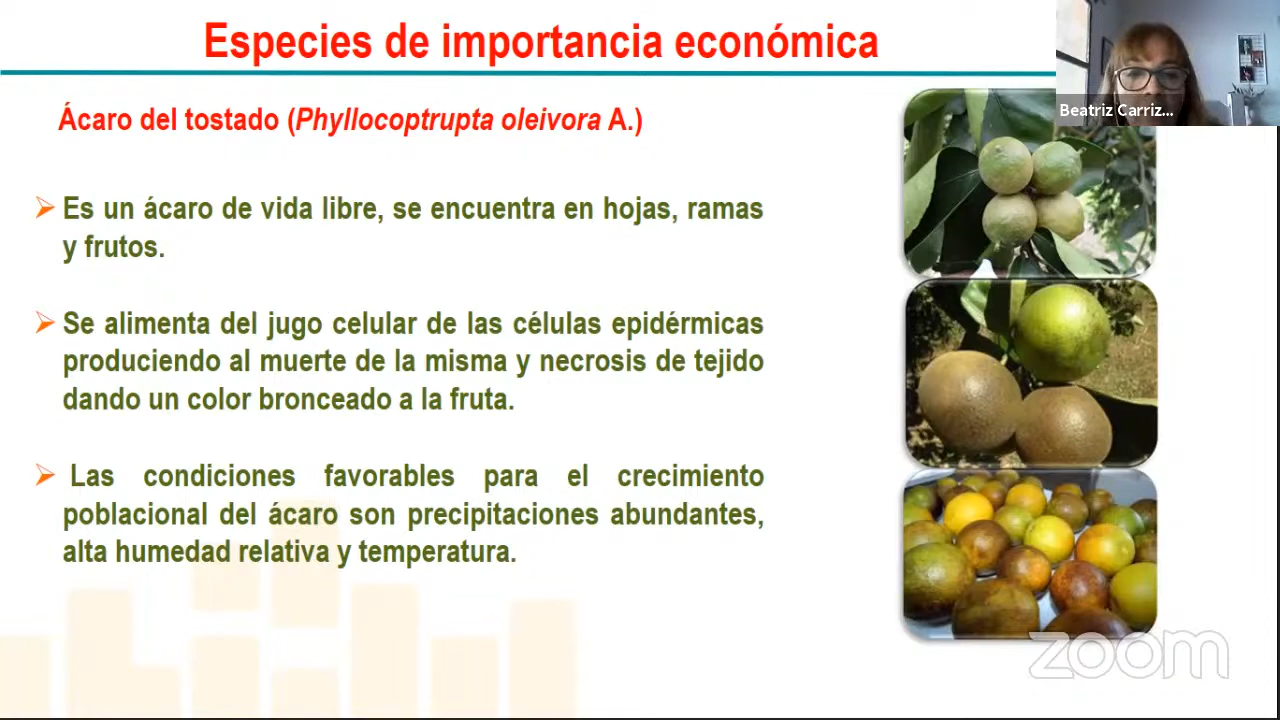 Especies de importancia económica
Beatriz Carriz...
Ácaro del tostado (Phyllocoptrupta oleivora A.)
Es un ácaro de vida libre, se encuentra en hojas, ramas
y frutos.
Se alimenta del jugo celular de las células epidérmicas
produciendo al muerte de la misma y necrosis de tejido
dando un color bronceado a la fruta.
Las condiciones favorables para el crecimiento
poblacional del ácaro son precipitaciones abundantes,
alta humedad relativa y temperatura.
zoom